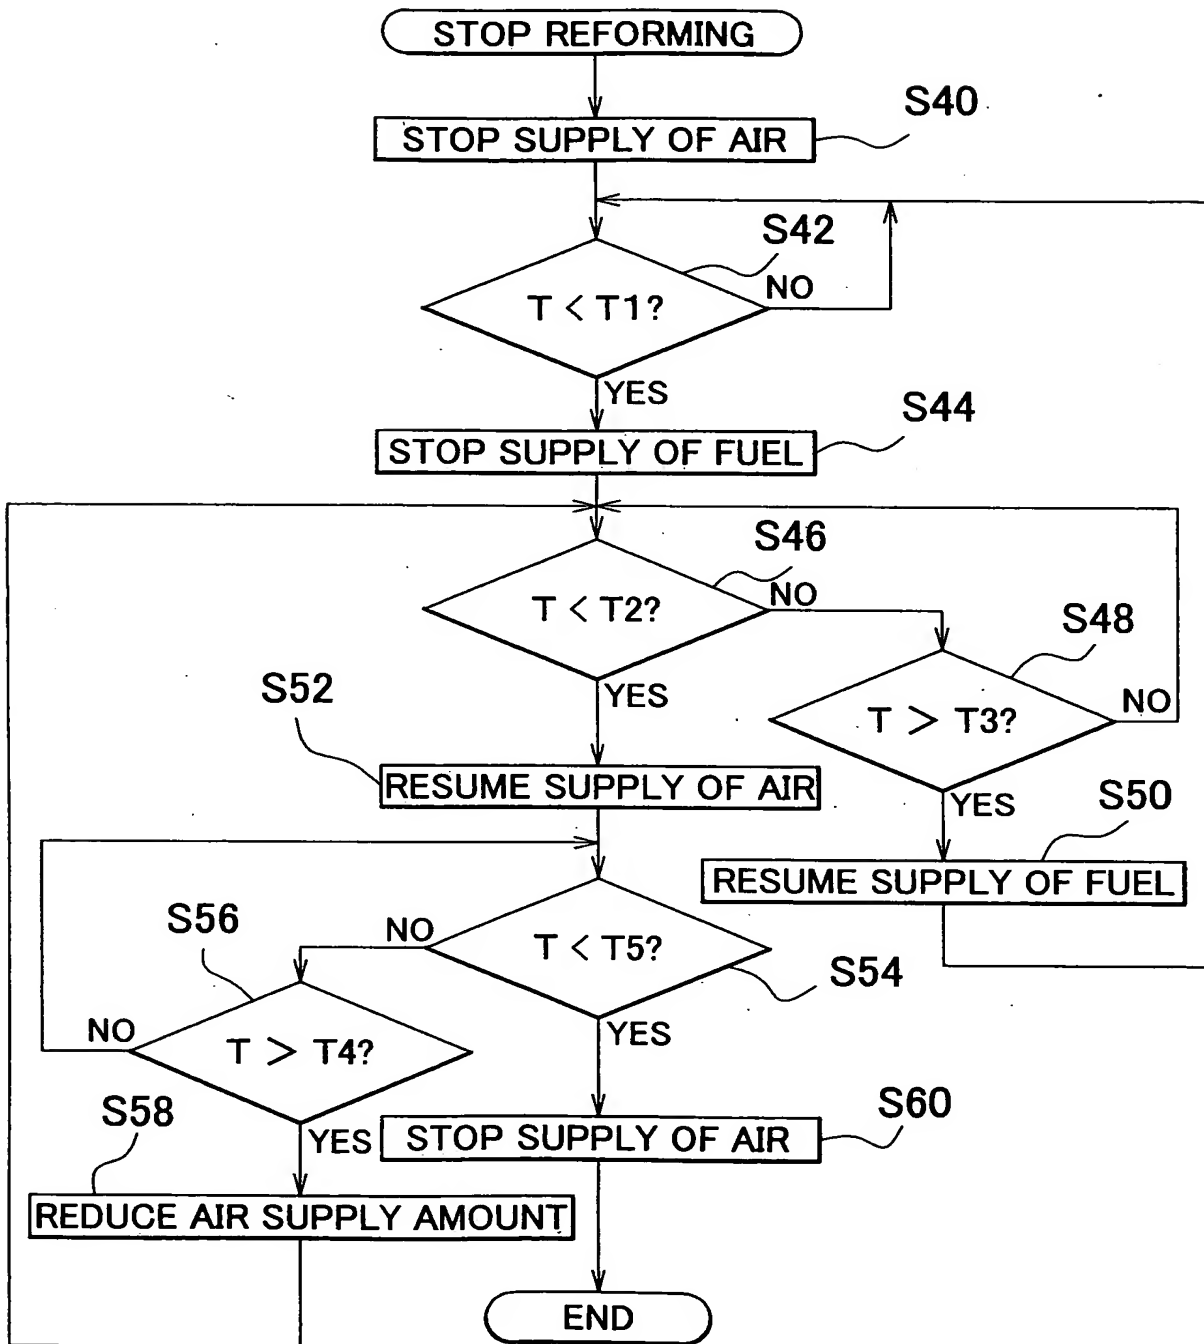 STOP REFORMING
S40
STOP SUPPLY OF AIR
S42
T < T1?
NO
YES
S44
STOP SUPPLY OF FUEL
S46
T < T2?
NO
YES
S48
T > T3?
NO
YES
S52
RESUME SUPPLY OF AIR
S50
RESUME SUPPLY OF FUEL
S54
T < T5?
NO
YES
S56
T > T4?
NO
YES
S58
REDUCE AIR SUPPLY AMOUNT
S60
STOP SUPPLY OF AIR
END